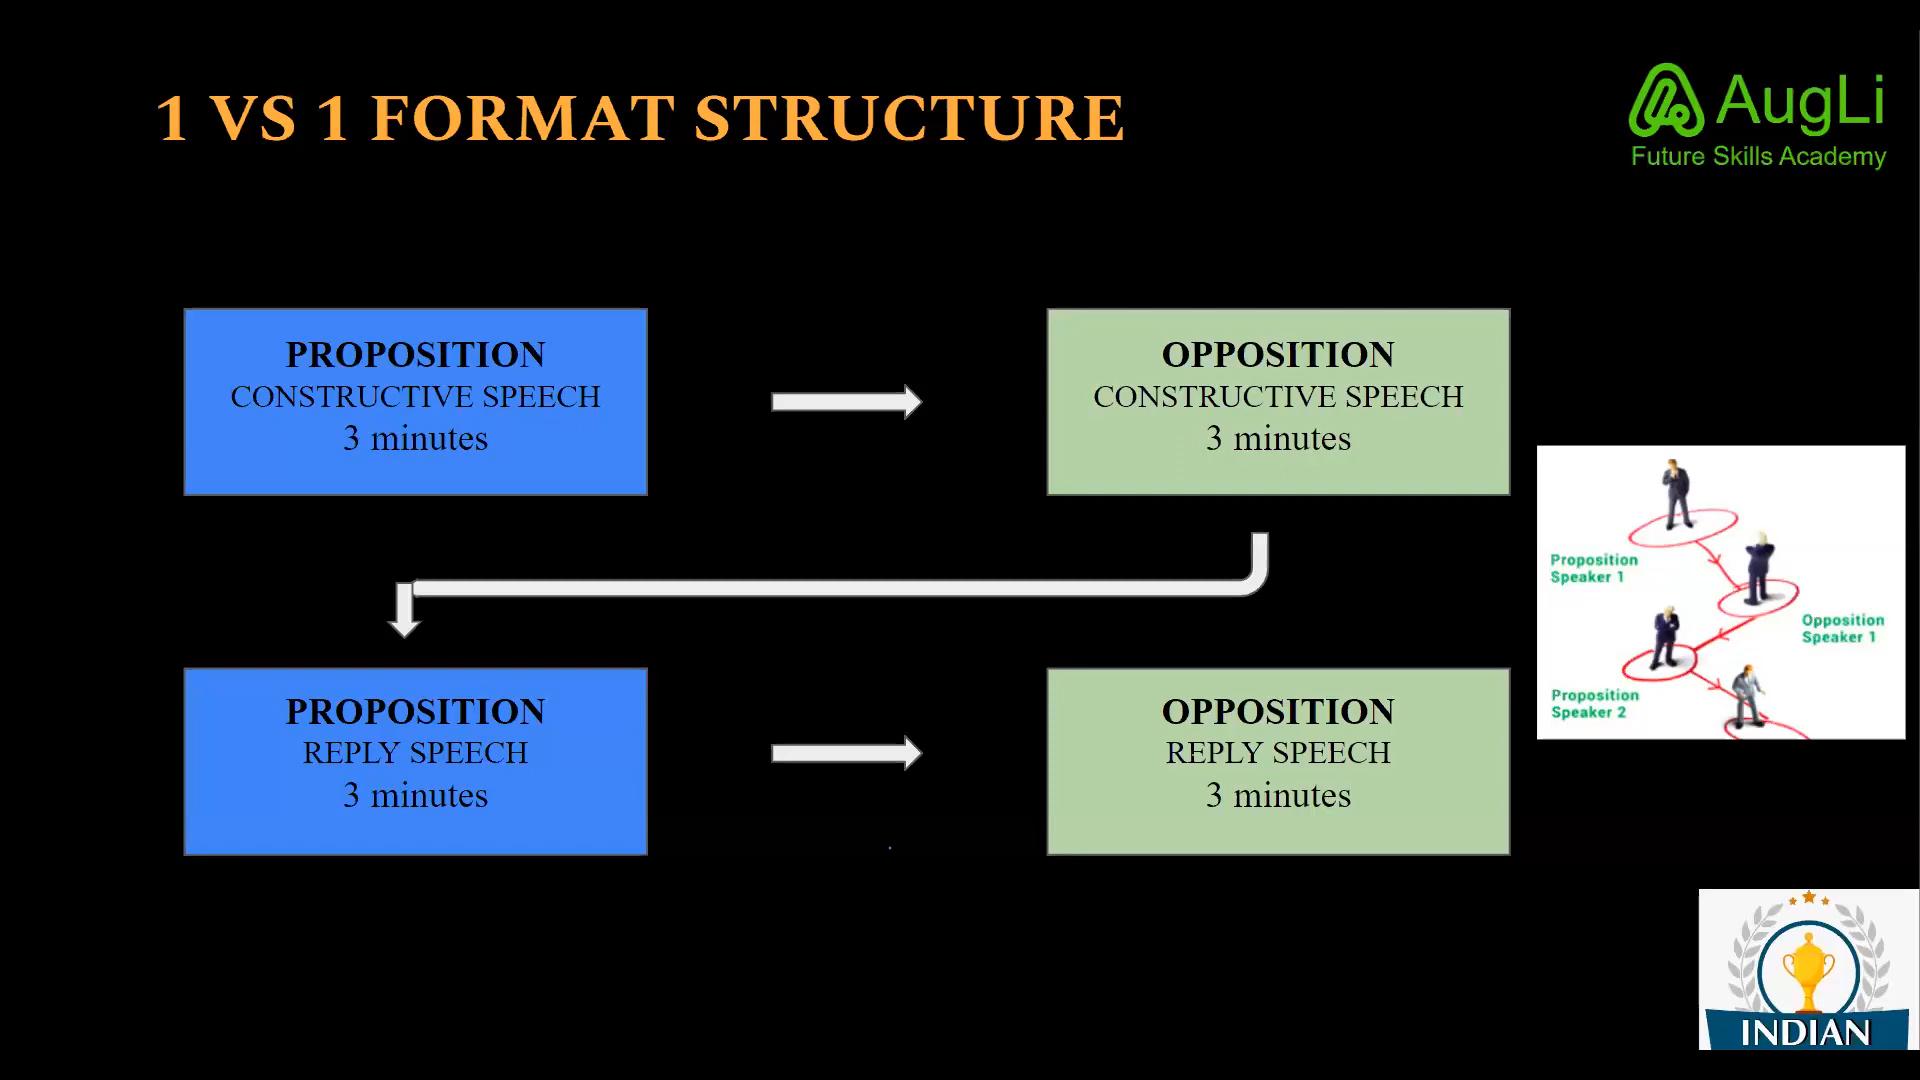 1 VS 1 FORMAT STRUCTURE
AugLi
Future Skills Academy
PROPOSITION
CONSTRUCTIVE SPEECH
3 minutes
OPPOSITION
CONSTRUCTIVE SPEECH
3 minutes
Proposition
Speaker 1
Opposition
Speaker 1
Proposition
Speaker 2
PROPOSITION
REPLY SPEECH
3 minutes
OPPOSITION
REPLY SPEECH
3 minutes
INDIAN